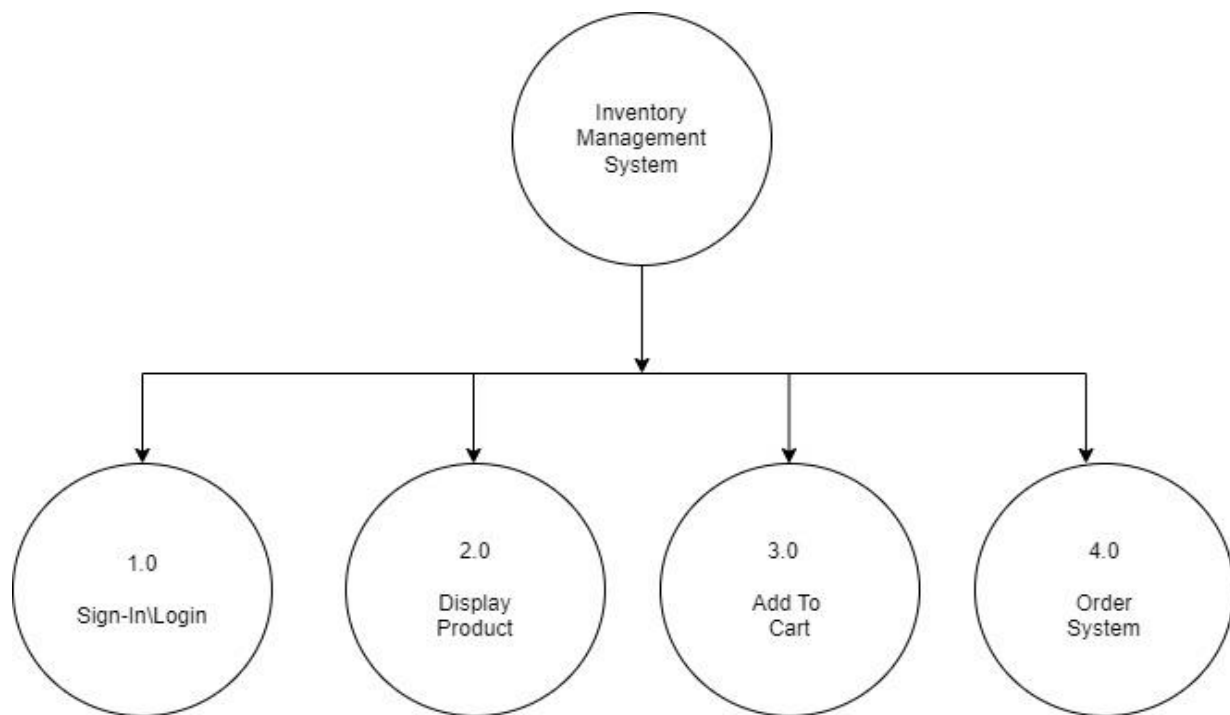 Inventory
Management
System
1.0
Sign-In\Login
2.0
Display
Product
3.0
Add To
Cart
4.0
Order
System